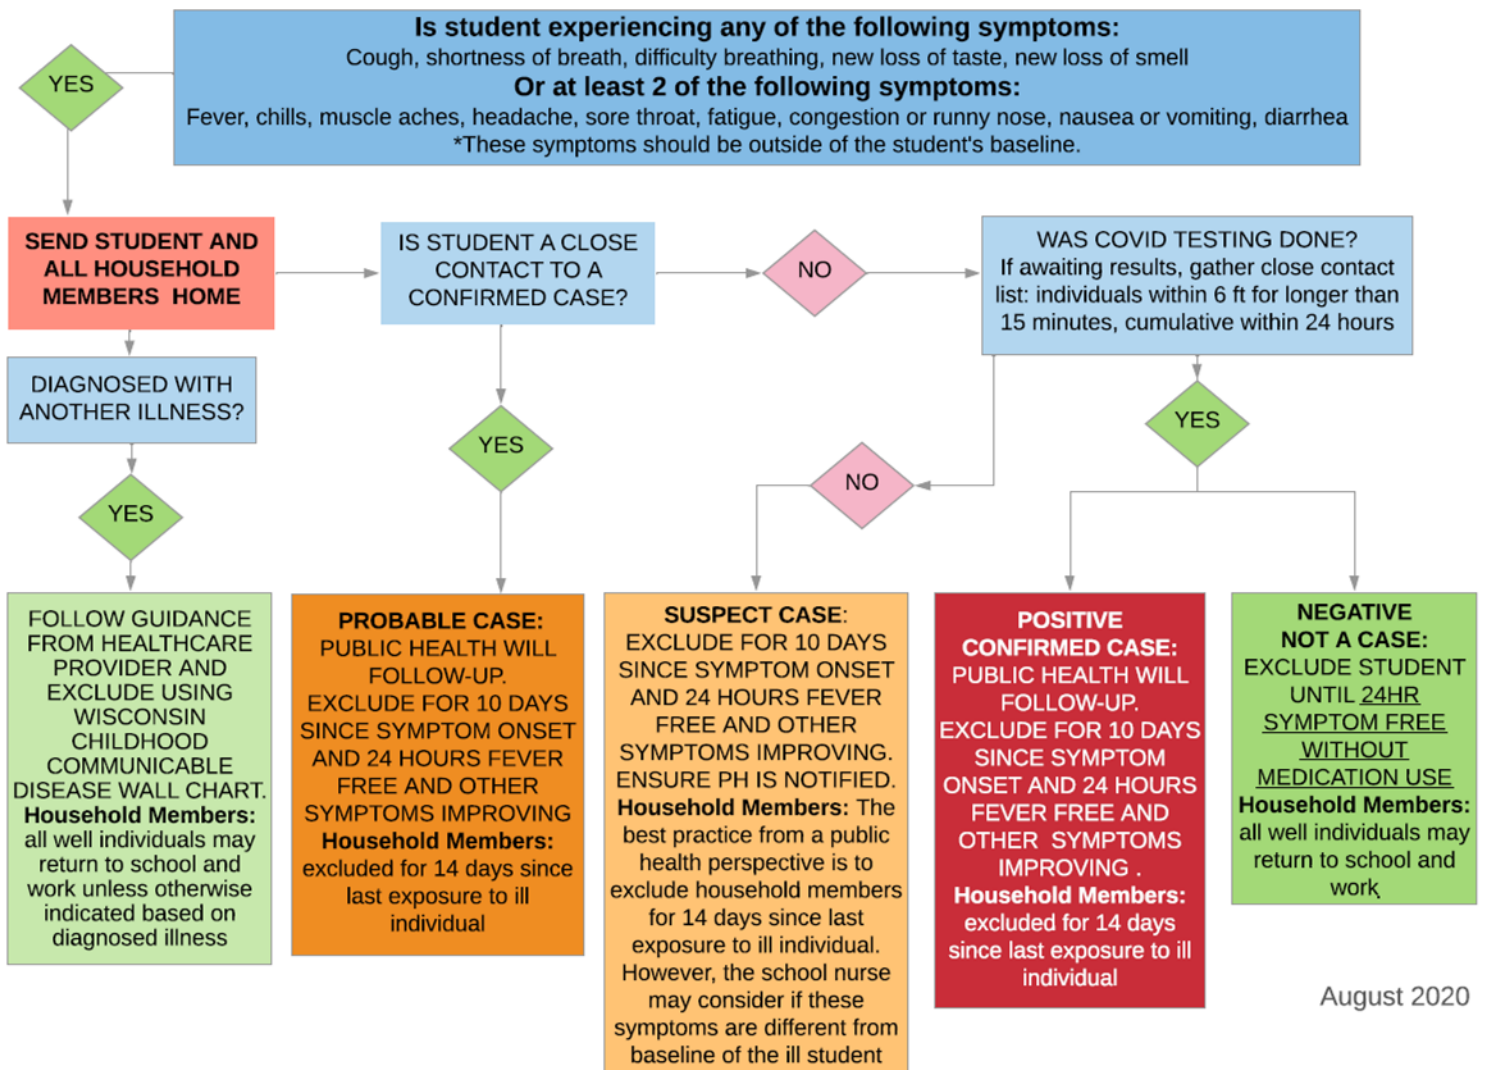 Is student experiencing any of the following symptoms:
Cough, shortness of breath, difficulty breathing, new loss of taste, new loss of smell
Or at least 2 of the following symptoms:
Fever, chills, muscle aches, headache, sore throat, fatigue, congestion or runny nose, nausea or vomiting, diarrhea
*These symptoms should be outside of the student's baseline.
YES
SEND STUDENT AND
ALL HOUSEHOLD
MEMBERS HOME
IS STUDENT A CLOSE
CONTACT TO A
CONFIRMED CASE?
NO
WAS COVID TESTING DONE?
If awaiting results, gather close contact
list: individuals within 6 ft for longer than
15 minutes, cumulative within 24 hours
DIAGNOSED WITH
ANOTHER ILLNESS?
YES
YES
NO
YES
FOLLOW GUIDANCE
FROM HEALTHCARE
PROVIDER AND
EXCLUDE USING
WISCONSIN
CHILDHOOD
COMMUNICABLE
DISEASE WALL CHART.
Household Members:
all well individuals may
return to school and
work unless otherwise
indicated based on
diagnosed illness
PROBABLE CASE:
PUBLIC HEALTH WILL
FOLLOW-UP.
EXCLUDE FOR 10 DAYS
SINCE SYMPTOM ONSET
AND 24 HOURS FEVER
FREE AND OTHER
SYMPTOMS IMPROVING
Household Members:
excluded for 14 days since
last exposure to ill
individual
SUSPECT CASE:
EXCLUDE FOR 10 DAYS
SINCE SYMPTOM ONSET
AND 24 HOURS FEVER
FREE AND OTHER
SYMPTOMS IMPROVING.
ENSURE PH IS NOTIFIED.
Household Members: The
best practice from a public
health perspective is to
exclude household members
for 14 days since last
exposure to ill individual.
However, the school nurse
may consider if these
symptoms are different from
baseline of the ill student
POSITIVE
CONFIRMED CASE:
PUBLIC HEALTH WILL
FOLLOW-UP.
EXCLUDE FOR 10 DAYS
SINCE SYMPTOM
ONSET AND 24 HOURS
FEVER FREE AND
OTHER SYMPTOMS
IMPROVING .
Household Members:
excluded for 14 days
since last exposure to ill
individual
NEGATIVE
NOT A CASE:
EXCLUDE STUDENT
UNTIL 24HR
SYMPTOM FREE
WITHOUT
MEDICATION USE
Household Members:
all well individuals may
return to school and
work.
August 2020